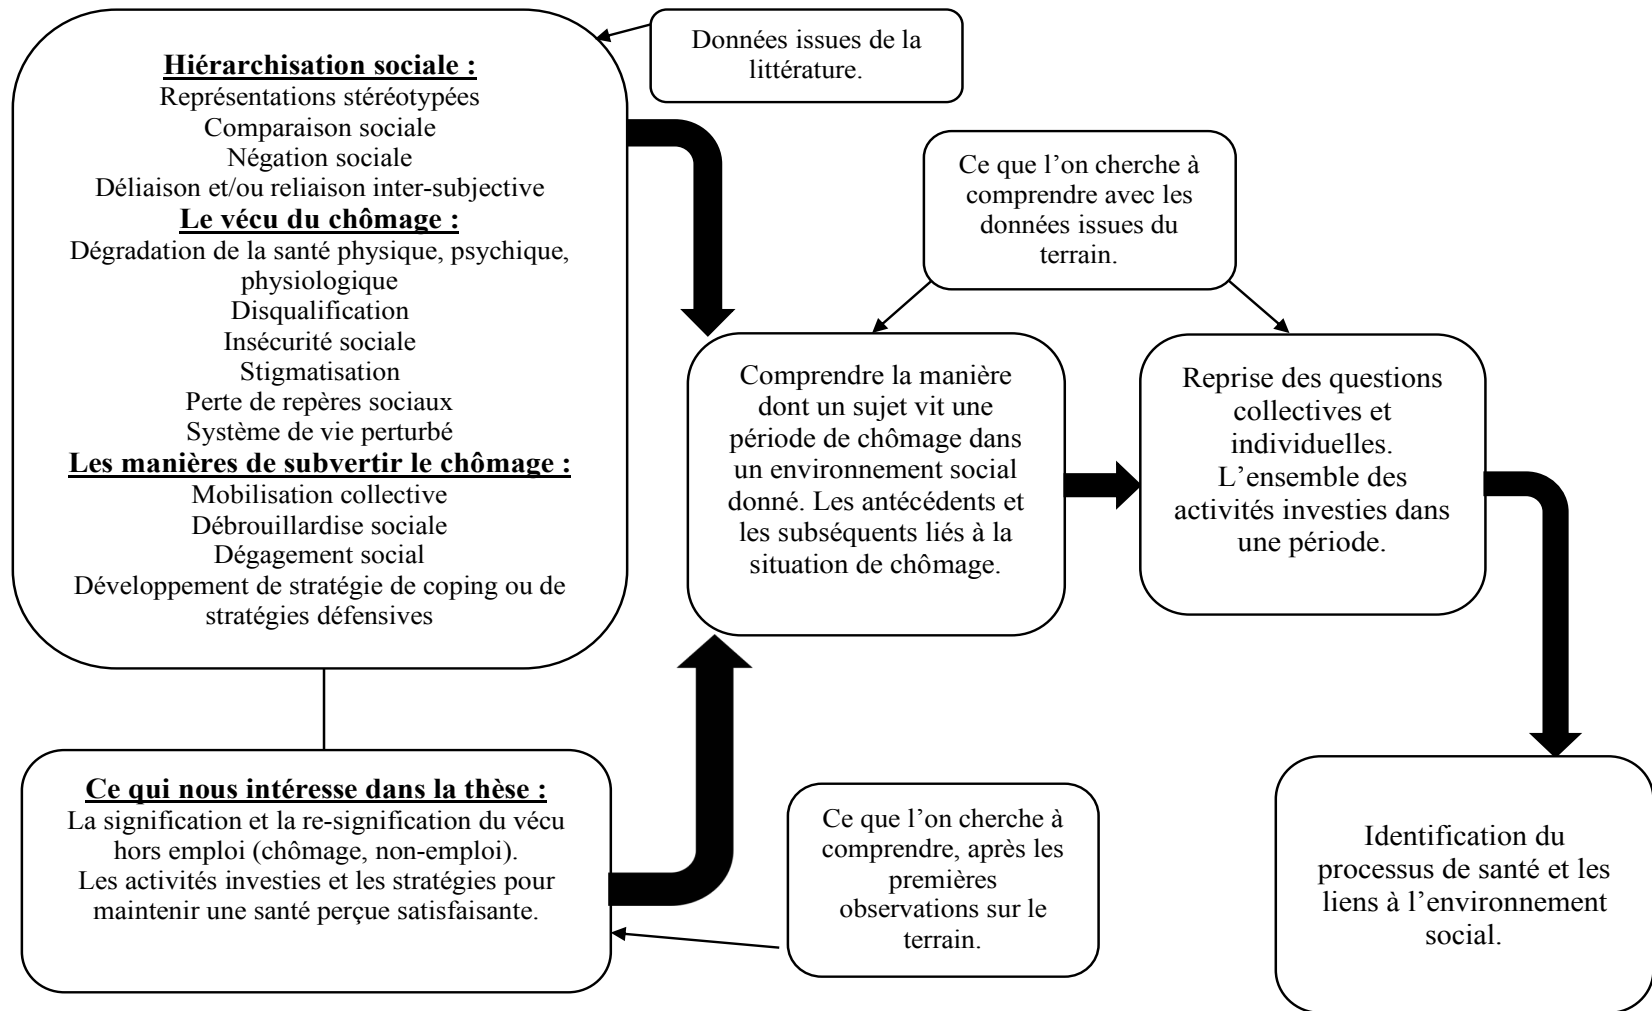 Hiérarchisation sociale :
Représentations stéréotypées
Comparaison sociale
Négation sociale
Déliaison et/ou reliaison inter-subjective
Le vécu du chômage :
Dégradation de la santé physique, psychique,
physiologique
Disqualification
Insécurité sociale
Stigmatisation
Perte de repères sociaux
Système de vie perturbé
Les manières de subvertir le chômage :
Mobilisation collective
Débrouillardise sociale
Dégagement social
Développement de stratégie de coping ou de
stratégies défensives
Données issues de la
littérature.
Ce que l’on cherche à
comprendre avec les
données issues du
terrain.
Comprendre la manière
dont un sujet vit une
période de chômage dans
un environnement social
donné. Les antécédents et
les subséquents liés à la
situation de chômage.
Reprise des questions
collectives et
individuelles.
L’ensemble des
activités investies dans
une période.
Ce qui nous intéresse dans la thèse :
La signification et la re-signification du vécu
hors emploi (chômage, non-emploi).
Les activités investies et les stratégies pour
maintenir une santé perçue satisfaisante.
Ce que l’on cherche à
comprendre, après les
premières
observations sur le
terrain.
Identification du
processus de santé et les
liens à l’environnement
social.